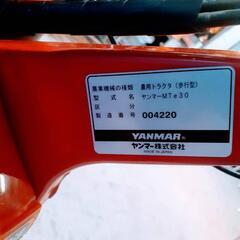 農業機械の種類 農用トラクタ（歩行型）
型式名 ヤンマーMTe30
区分
製造番号 004220
YANMAR
ヤンマー株式会社
MADE IN JAPAN